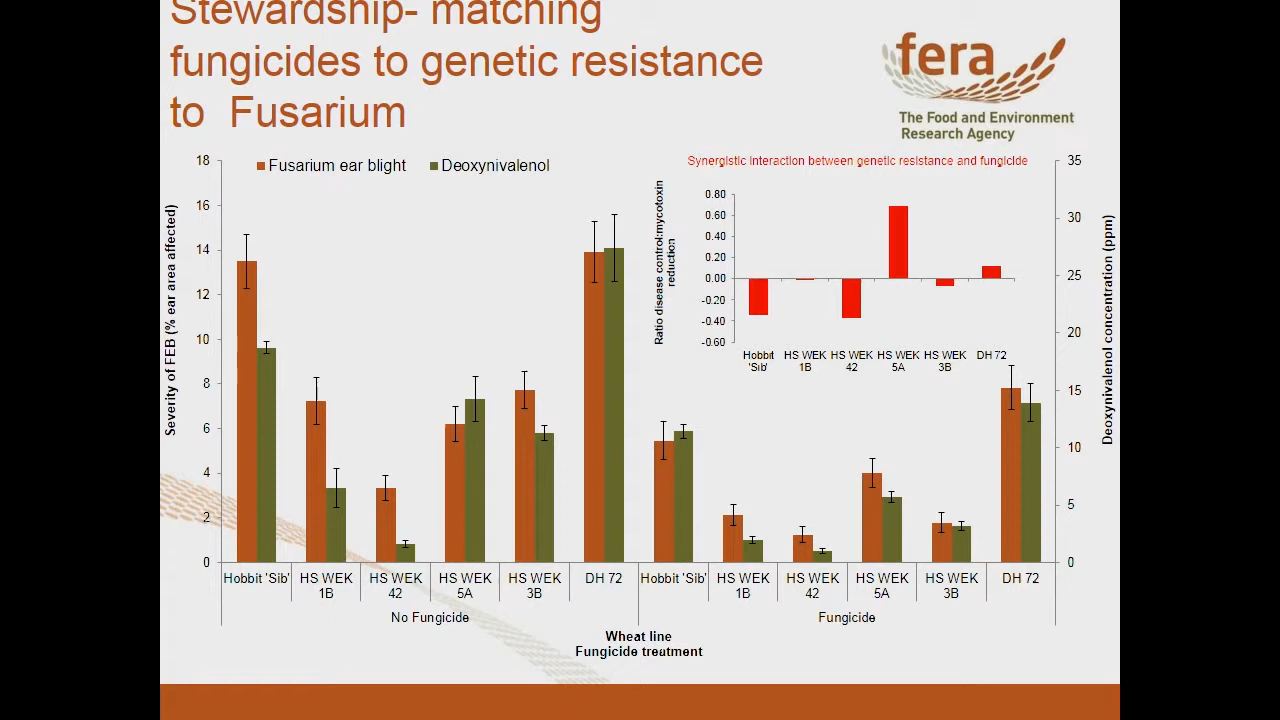 Stewardship- matching
fungicides to genetic resistance
to Fusarium
fera
The Food and Environment
Research Agency
Fusarium ear blight
Deoxynivalenol
Severity of FEB (% ear area affected)
18
16
14
12
10
8
6
4
2
0
Synergistic interaction between genetic resistance and fungicide
Ratio disease control:mycotoxin
reduction
0.80
0.60
0.40
0.20
0.00
-0.20
-0.40
-0.60
Hobbit 'Sib'
HS WEK 1B
HS WEK 42
HS WEK 5A
HS WEK 3B
DH 72
35
30
25
20
15
10
5
0
Deoxynivalenol concentration (ppm)
Hobbit 'Sib'
HS WEK 1B
HS WEK 42
HS WEK 5A
HS WEK 3B
DH 72
Hobbit 'Sib'
HS WEK 1B
HS WEK 42
HS WEK 5A
HS WEK 3B
DH 72
No Fungicide
Fungicide
Wheat line
Fungicide treatment